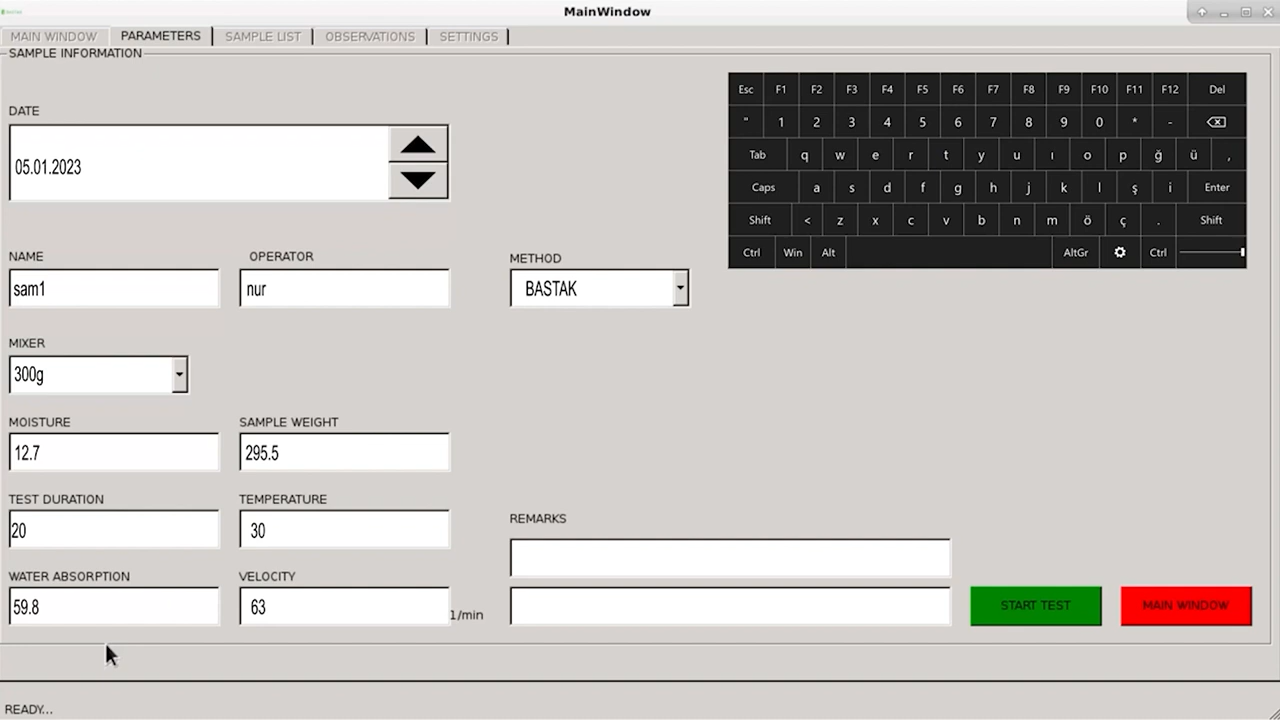 MainWindow
MAIN WINDOW PARAMETERS SAMPLE LIST OBSERVATIONS SETTINGS
SAMPLE INFORMATION
DATE
05.01.2023
NAME OPERATOR METHOD
sam1 nur BASTAK
MIXER
300g
MOISTURE SAMPLE WEIGHT
12.7 295.5
TEST DURATION TEMPERATURE
20 30
WATER ABSORPTION VELOCITY
59.8 63 1/min
REMARKS
START TEST MAIN WINDOW
Esc F1 F2 F3 F4 F5 F6 F7 F8 F9 F10 F11 F12 Del
" 1 2 3 4 5 6 7 8 9 0 * -
Tab q w e r t y u ı o p ğ ü ,
Caps a s d f g h j k l ş i Enter
Shift < z x c v b n m ö ç . Shift
Ctrl Win Alt AltGr Ctrl
READY...